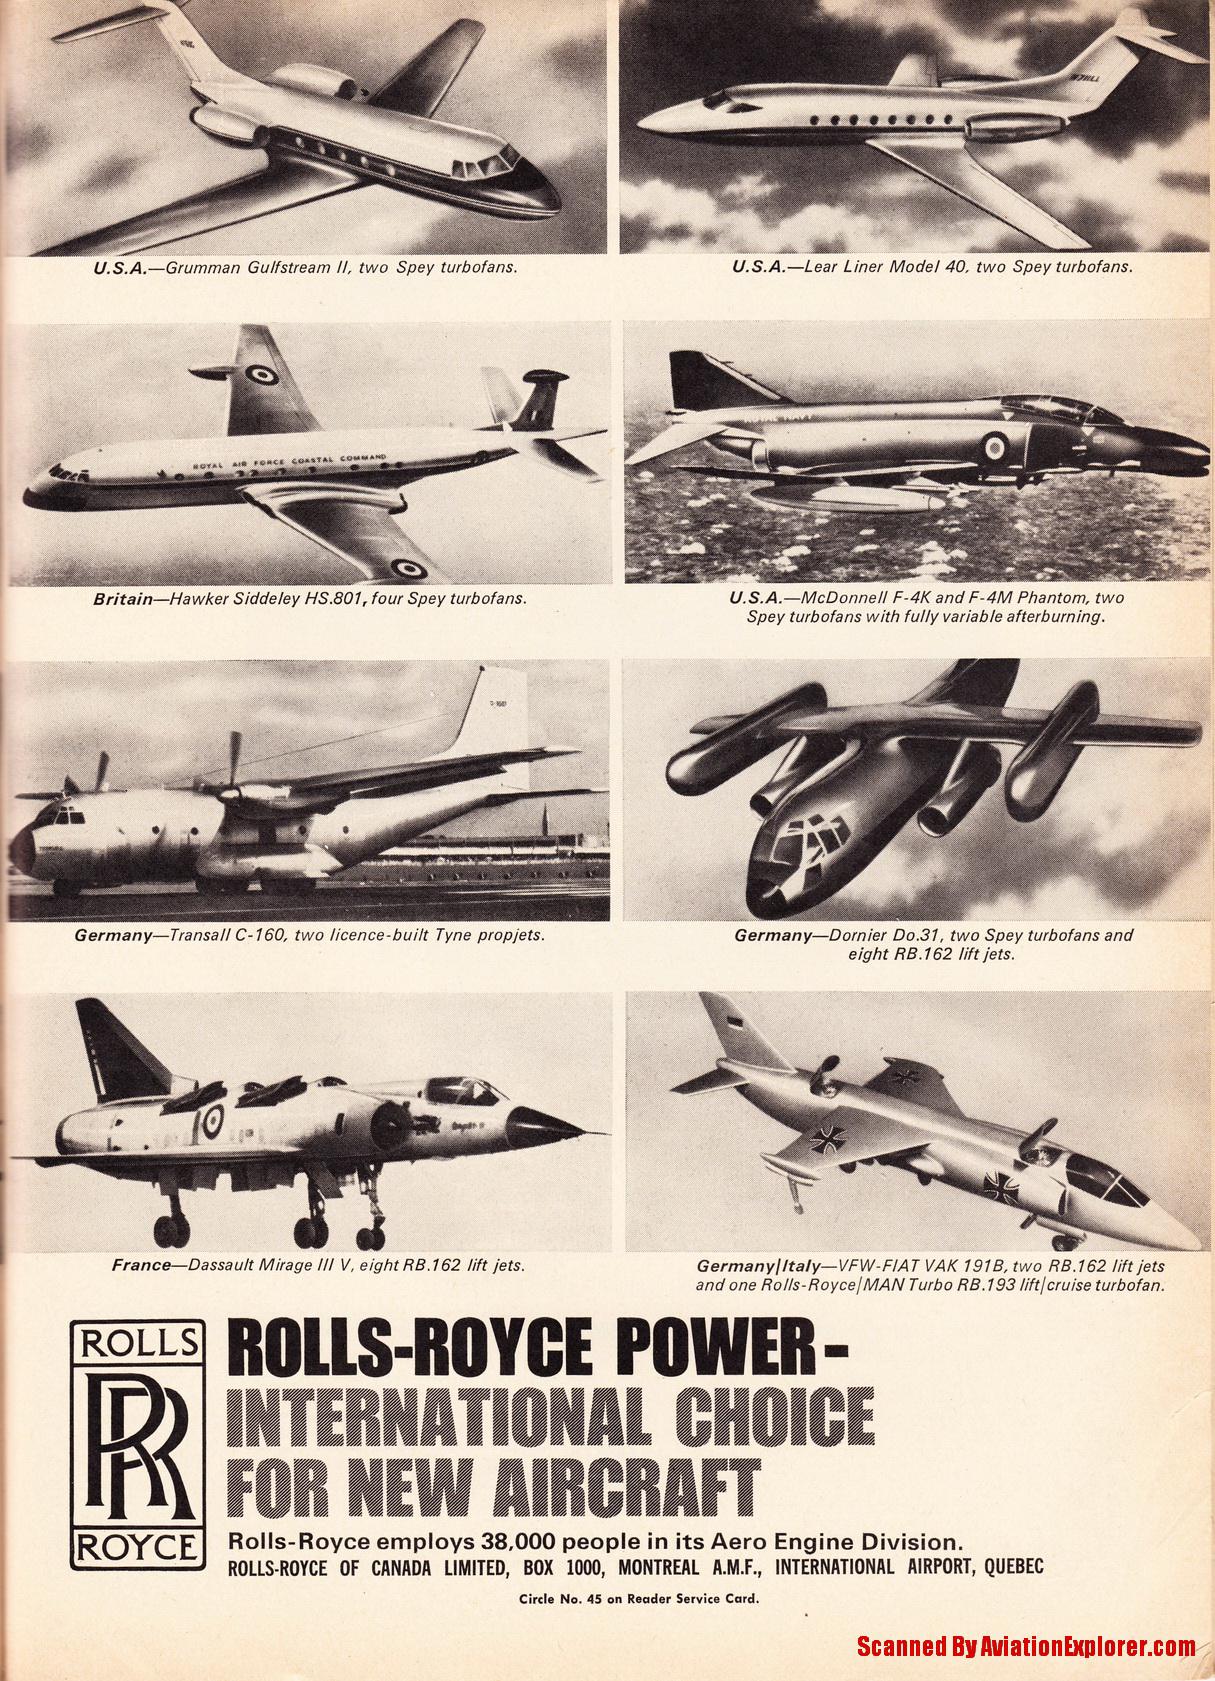 U.S.A.—Grumman Gulfstream II, two Spey turbofans.
N711LL
U.S.A.—Lear Liner Model 40, two Spey turbofans.
ROYAL AIR FORCE COASTAL COMMAND
Britain—Hawker Siddeley HS.801, four Spey turbofans.
U.S.A.—McDonnell F-4K and F-4M Phantom, two
Spey turbofans with fully variable afterburning.
Germany—Transall C-160, two licence-built Tyne propjets.
Germany—Dornier Do.31, two Spey turbofans and
eight RB.162 lift jets.
France—Dassault Mirage III V, eight RB.162 lift jets.
Germany|Italy—VFW-FIAT VAK 191B, two RB.162 lift jets
and one Rolls-Royce|MAN Turbo RB.193 lift|cruise turbofan.
ROLLS
RR
ROYCE
ROLLS-ROYCE POWER-
INTERNATIONAL CHOICE
FOR NEW AIRCRAFT
Rolls-Royce employs 38,000 people in its Aero Engine Division.
ROLLS-ROYCE OF CANADA LIMITED, BOX 1000, MONTREAL A.M.F., INTERNATIONAL AIRPORT, QUEBEC
Circle No. 45 on Reader Service Card.
Scanned By AviationExplorer.com